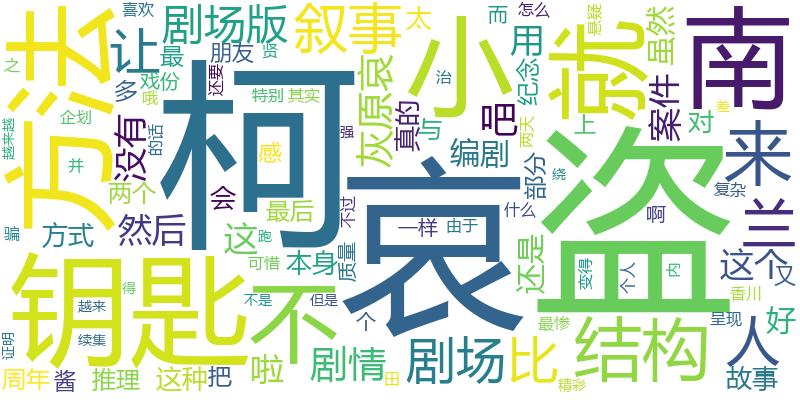 喜欢
剧场版
叙事
太
而
怎么
悬疑
之
让
最
朋友
贤
小
用
就
虽然
南
方法
多
戏份
哦
还要
柯
特别
其实
灰原哀
真的
治
纪念
企划
没有
的话
感
强
与
吧
两天
上
案件
对
来
越来越
并
两个
会
哀
编剧
部分
差
盗
绕
复杂
骗
方式
然后
这
跑
最后
不过
一样
由于
什么
还是
啊
兰
钥匙
可惜
本身
质量
变得
个人
内
这个
又
得
不
不是
但是
个
最惨
香川
越来
续集
证明
啦
剧情
剧场
比
结构
呈现
好
人
周年
酱
推理
这种
把
田
精彩
故事